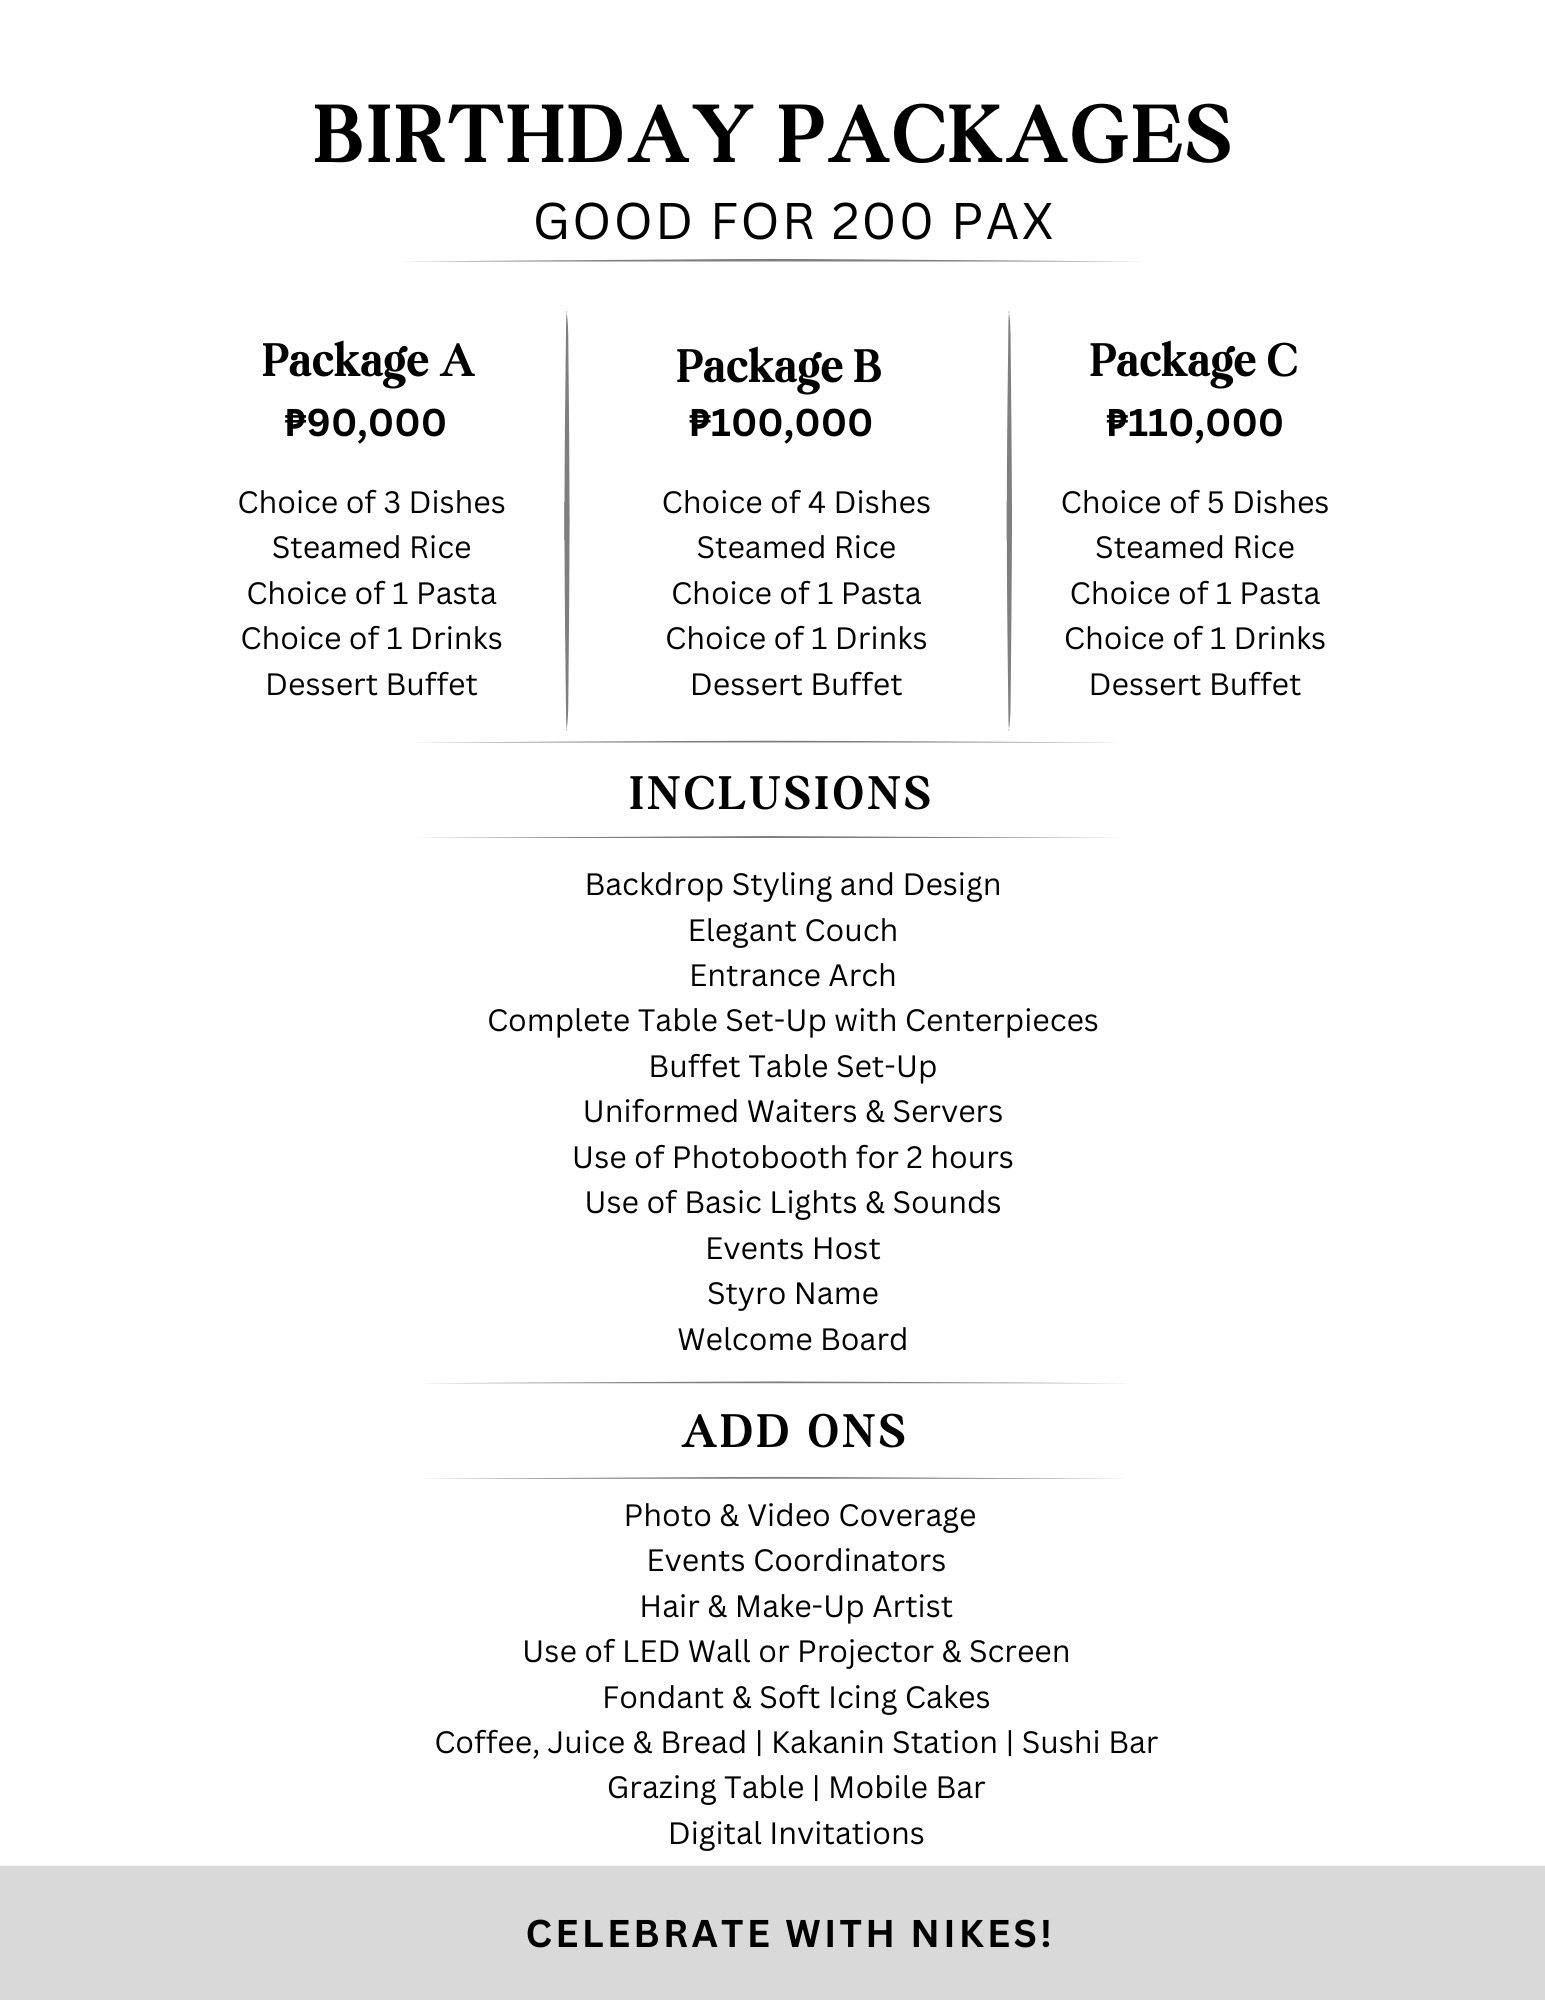 BIRTHDAY PACKAGES
GOOD FOR 200 PAX
Package A
₱90,000
Choice of 3 Dishes
Steamed Rice
Choice of 1 Pasta
Choice of 1 Drinks
Dessert Buffet
Package B
₱100,000
Choice of 4 Dishes
Steamed Rice
Choice of 1 Pasta
Choice of 1 Drinks
Dessert Buffet
Package C
₱110,000
Choice of 5 Dishes
Steamed Rice
Choice of 1 Pasta
Choice of 1 Drinks
Dessert Buffet
INCLUSIONS
Backdrop Styling and Design
Elegant Couch
Entrance Arch
Complete Table Set-Up with Centerpieces
Buffet Table Set-Up
Uniformed Waiters & Servers
Use of Photobooth for 2 hours
Use of Basic Lights & Sounds
Events Host
Styro Name
Welcome Board
ADD ONS
Photo & Video Coverage
Events Coordinators
Hair & Make-Up Artist
Use of LED Wall or Projector & Screen
Fondant & Soft Icing Cakes
Coffee, Juice & Bread | Kakanin Station | Sushi Bar
Grazing Table | Mobile Bar
Digital Invitations
CELEBRATE WITH NIKES!